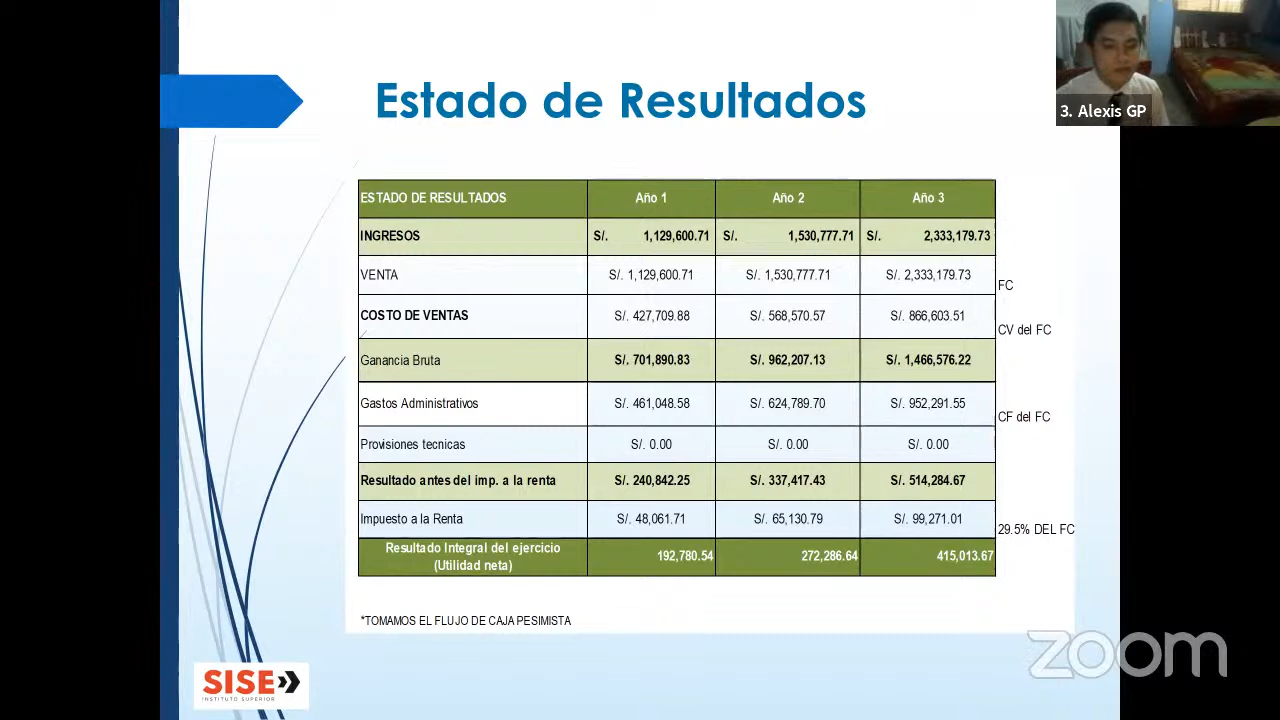 Estado de Resultados
3. Alexis GP
ESTADO DE RESULTADOS Año 1 Año 2 Año 3
INGRESOS S/. 1,129,600.71 S/. 1,530,777.71 S/. 2,333,179.73
VENTA S/. 1,129,600.71 S/. 1,530,777.71 S/. 2,333,179.73
FC
COSTO DE VENTAS S/. 427,709.88 S/. 568,570.57 S/. 866,603.51
CV del FC
Ganancia Bruta S/. 701,890.83 S/. 962,207.13 S/. 1,466,576.22
Gastos Administrativos S/. 461,048.58 S/. 624,789.70 S/. 952,291.55
CF del FC
Provisiones tecnicas S/. 0.00 S/. 0.00 S/. 0.00
Resultado antes del imp. a la renta S/. 240,842.25 S/. 337,417.43 S/. 514,284.67
Impuesto a la Renta S/. 48,061.71 S/. 65,130.79 S/. 99,271.01
29.5% DEL FC
Resultado Integral del ejercicio
(Utilidad neta) 192,780.54 272,286.64 415,013.67
*TOMAMOS EL FLUJO DE CAJA PESIMISTA
zoom
SISE
INSTITUTO SUPERIOR